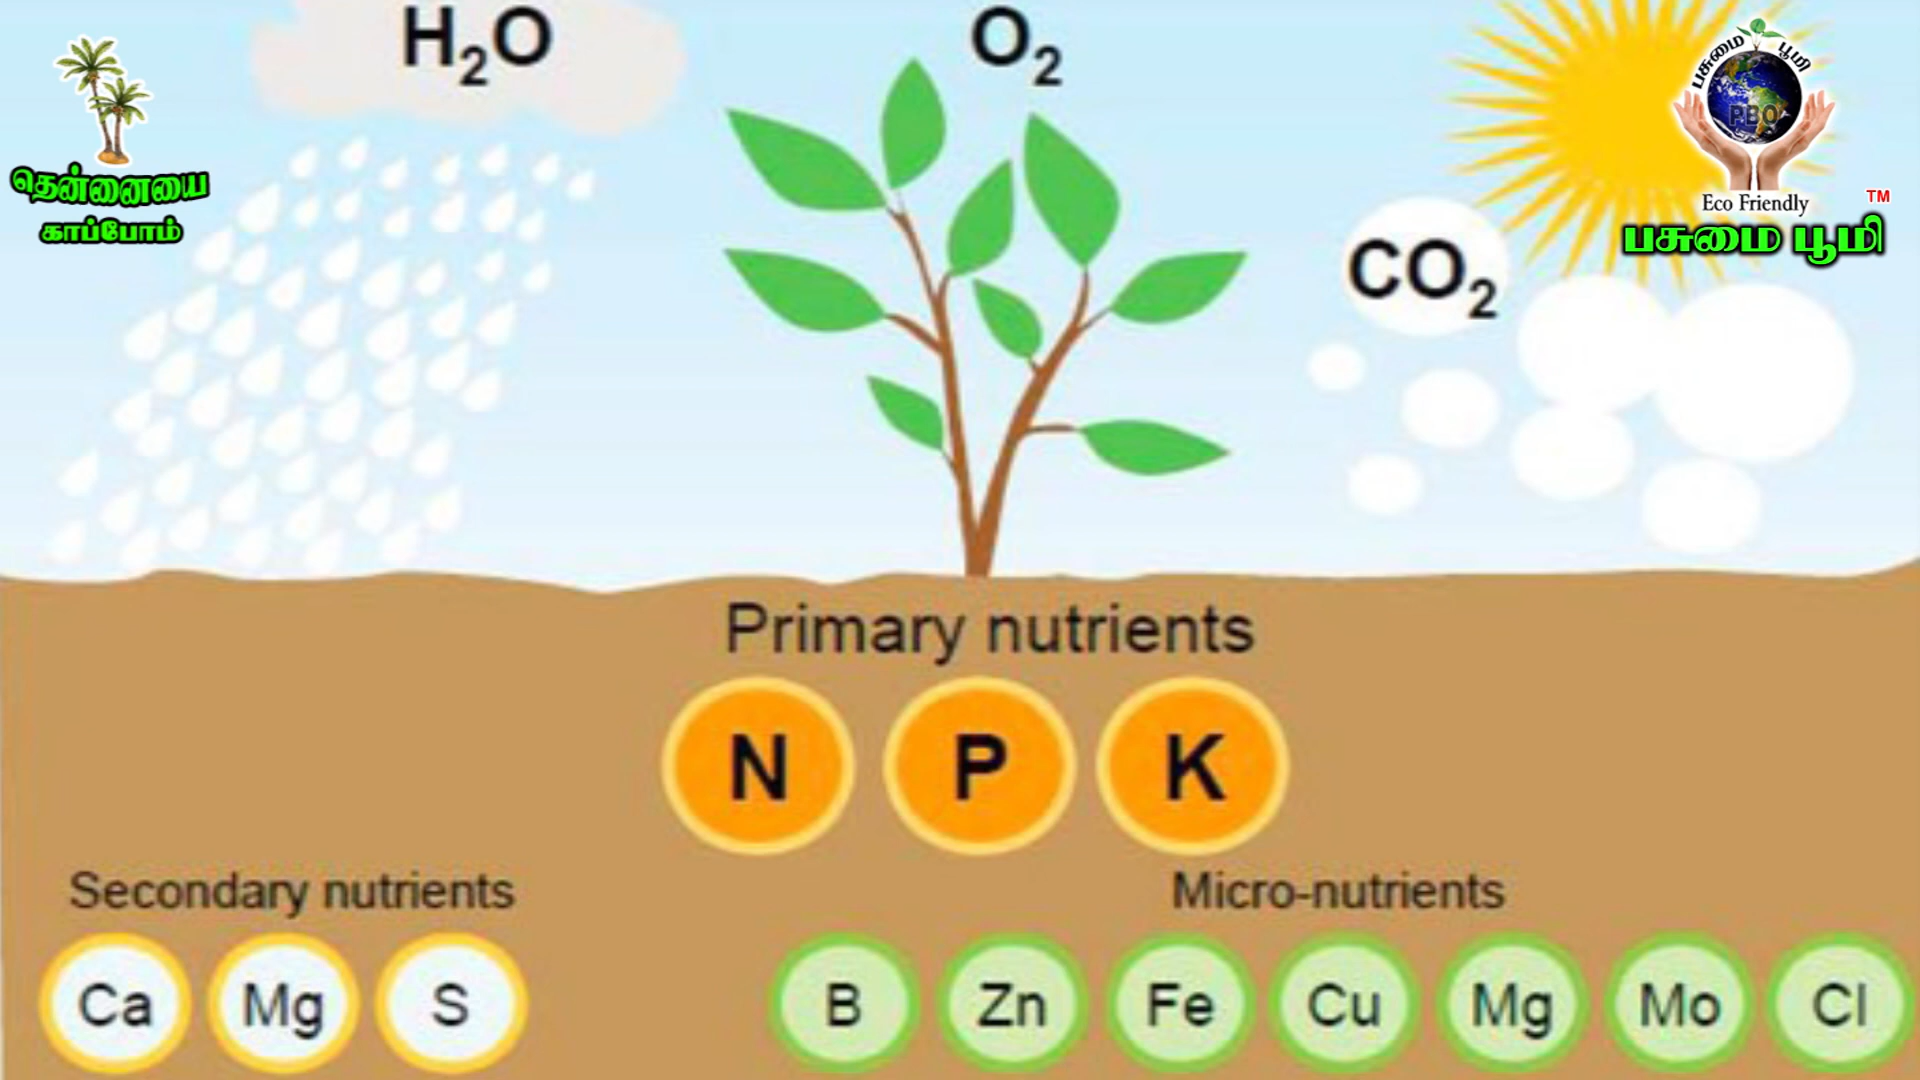 H₂O
O₂
CO₂
தென்னையை
காப்போம்
பசுமை பூமி
PBO
Eco Friendly
TM
பசுமை பூமி
Primary nutrients
N P K
Secondary nutrients
Ca Mg S
Micro-nutrients
B Zn Fe Cu Mg Mo Cl